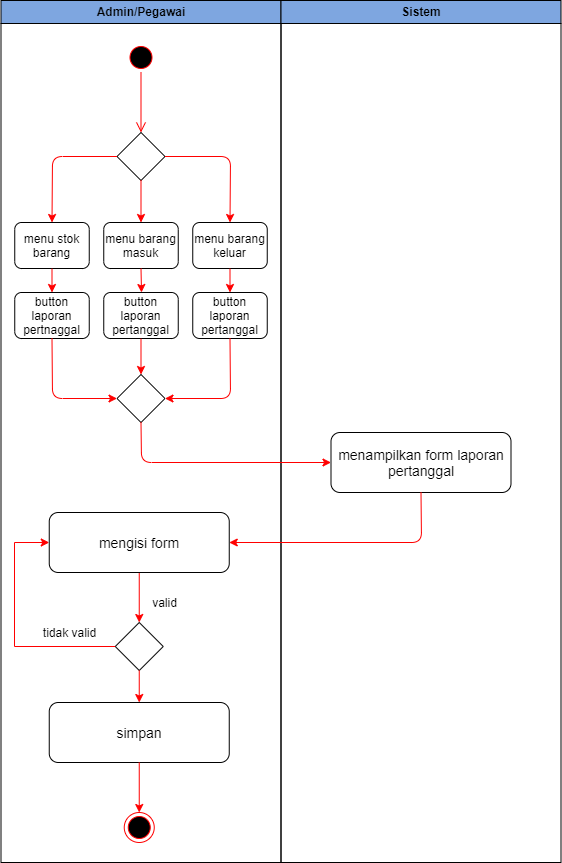 Admin/Pegawai
Sistem
menu stok
barang
menu barang
masuk
menu barang
keluar
button
laporan
pertnaggal
button
laporan
pertanggal
button
laporan
pertanggal
menampilkan form laporan
pertanggal
mengisi form
valid
tidak valid
simpan